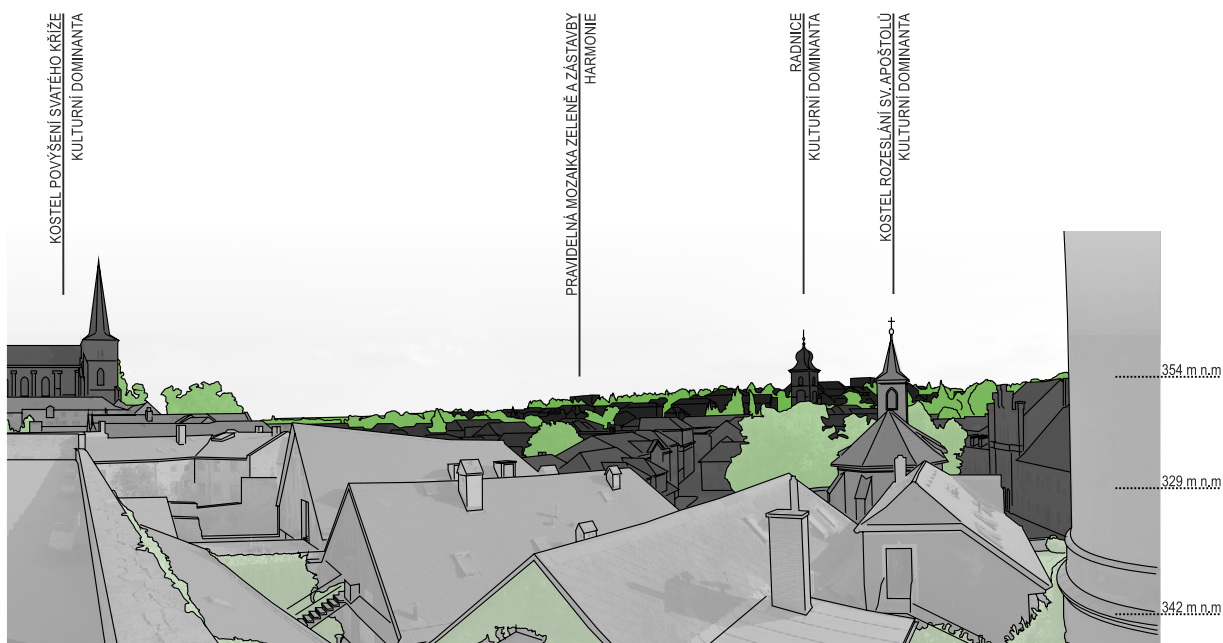 KOSTEL POVÝŠENÍ SVATÉHO KŘÍŽE
KULTURNÍ DOMINANTA
PRAVIDELNÁ MOZAIKA ZELENĚ A ZÁSTAVBY
HARMONIE
RADNICE
KULTURNÍ DOMINANTA
KOSTEL ROZESLÁNÍ SV. APOŠTOLŮ
KULTURNÍ DOMINANTA
354 m n.m
329 m n.m
342 m n.m